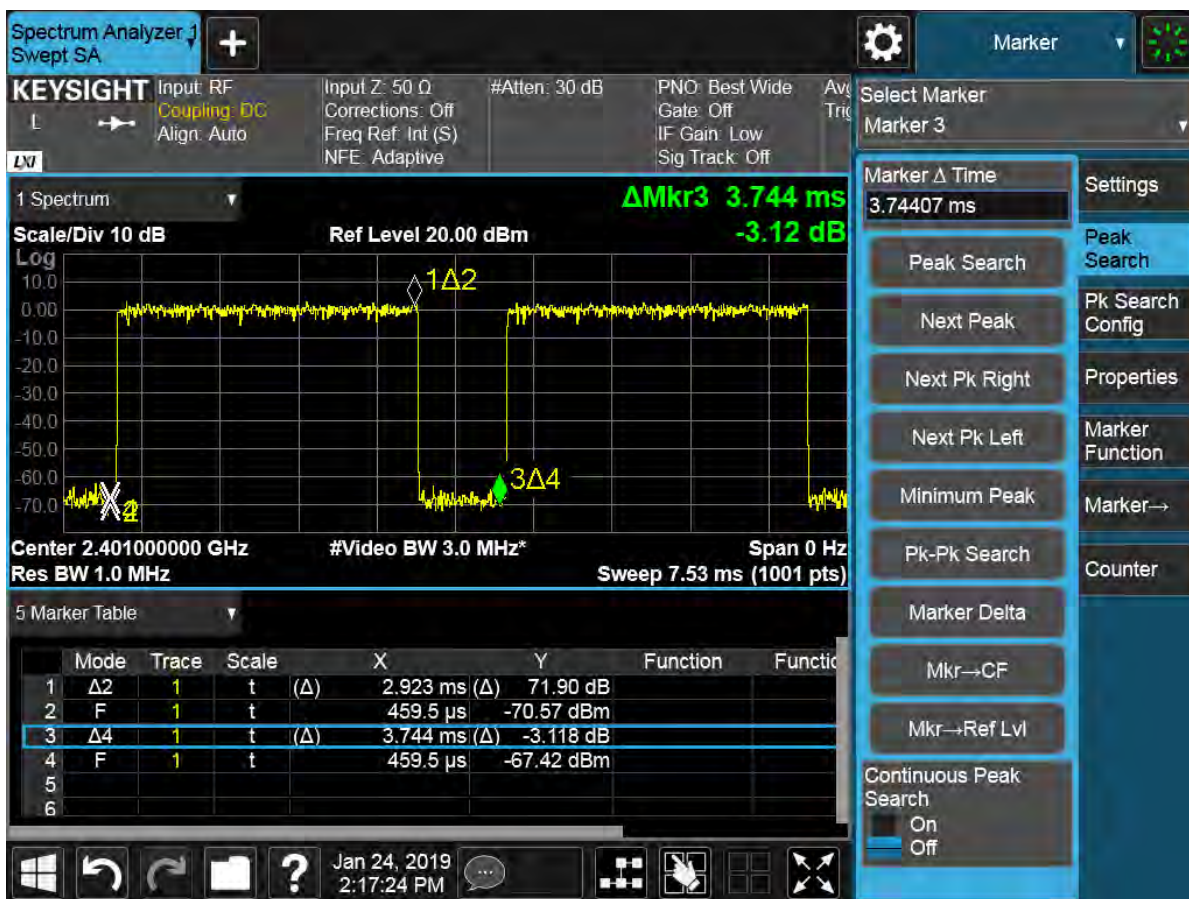 Spectrum Analyzer 1
Swept SA
Marker
KEYSIGHT
L
LXI
Input: RF
Coupling: DC
Align: Auto
Input Z: 50 Ω
Corrections: Off
Freq Ref: Int (S)
NFE: Adaptive
#Atten: 30 dB
PNO: Best Wide
Gate: Off
IF Gain: Low
Sig Track: Off
Select Marker
Marker 3
1 Spectrum
ΔMkr3 3.744 ms
-3.12 dB
Scale/Div 10 dB
Ref Level 20.00 dBm
Log
10.0
0.00
-10.0
-20.0
-30.0
-40.0
-50.0
-60.0
-70.0
1Δ2
3Δ4
Center 2.401000000 GHz
#Video BW 3.0 MHz*
Span 0 Hz
Res BW 1.0 MHz
Sweep 7.53 ms (1001 pts)
5 Marker Table
Mode Trace Scale X Y Function
1 Δ2 1 t (Δ) 2.923 ms (Δ) 71.90 dB
2 F 1 t 459.5 µs -70.57 dBm
3 Δ4 1 t (Δ) 3.744 ms (Δ) -3.118 dB
4 F 1 t 459.5 µs -67.42 dBm
5
6
Marker Δ Time
3.74407 ms
Peak Search
Next Peak
Next Pk Right
Next Pk Left
Minimum Peak
Pk-Pk Search
Marker Delta
Mkr→CF
Mkr→Ref Lvl
Continuous Peak
Search
On
Off
Settings
Peak
Search
Pk Search
Config
Properties
Marker
Function
Marker→
Counter
Jan 24, 2019
2:17:24 PM